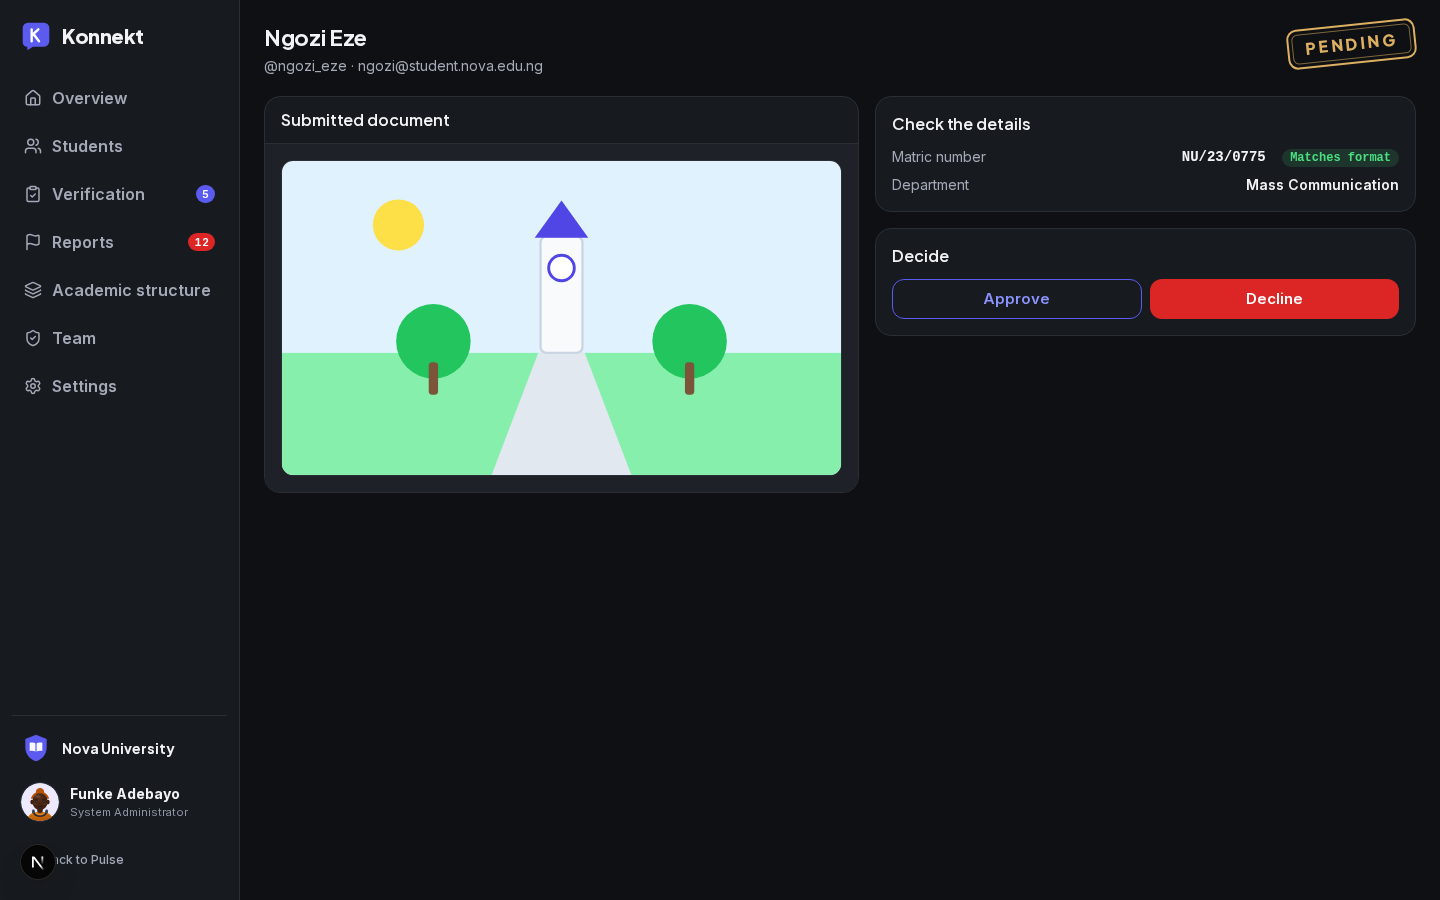 Konnekt
Overview
Students
Verification 5
Reports 12
Academic structure
Team
Settings
Nova University
Funke Adebayo
System Administrator
ck to Pulse
N
Ngozi Eze
@ngozi_eze · ngozi@student.nova.edu.ng
PENDING
Submitted document
Check the details
Matric number NU/23/0775 Matches format
Department Mass Communication
Decide
Approve Decline